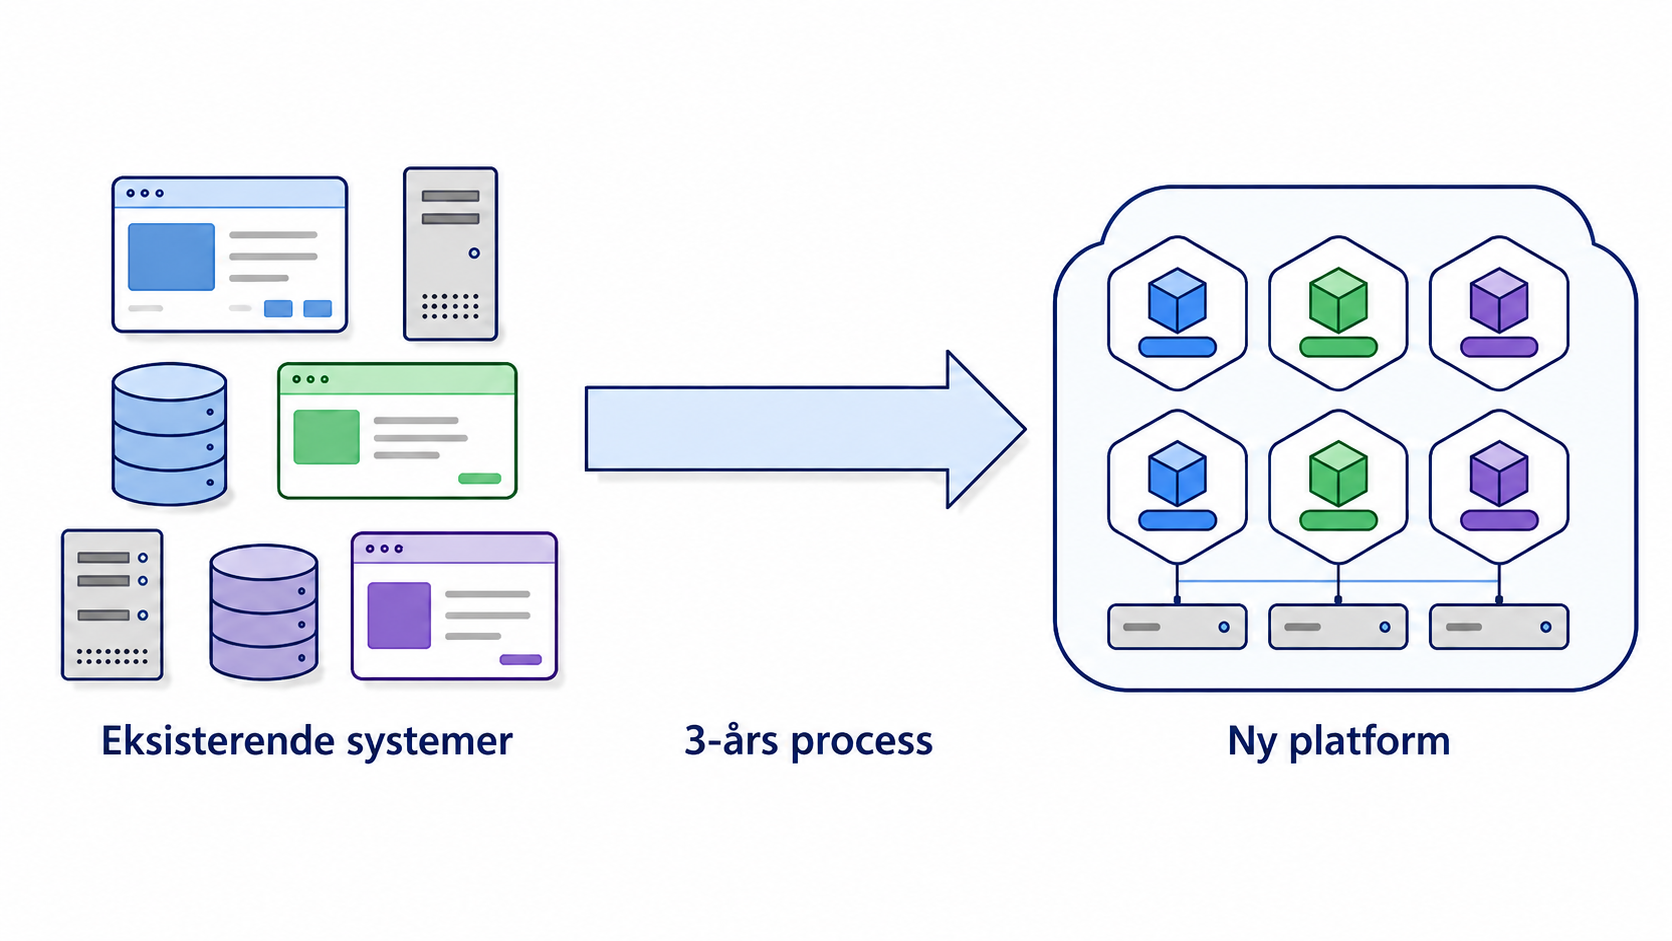 Eksisterende systemer
3-års process
Ny platform